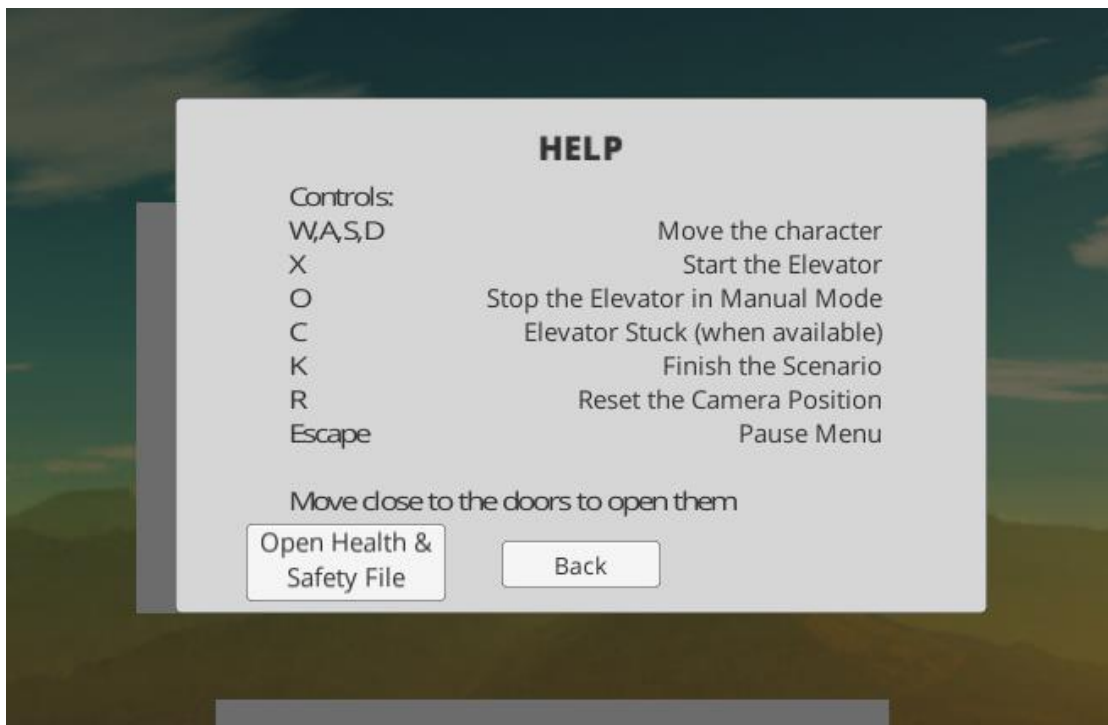 HELP
Controls:
W,A,S,D Move the character
X Start the Elevator
O Stop the Elevator in Manual Mode
C Elevator Stuck (when available)
K Finish the Scenario
R Reset the Camera Position
Escape Pause Menu
Move close to the doors to open them
Open Health &
Safety File
Back